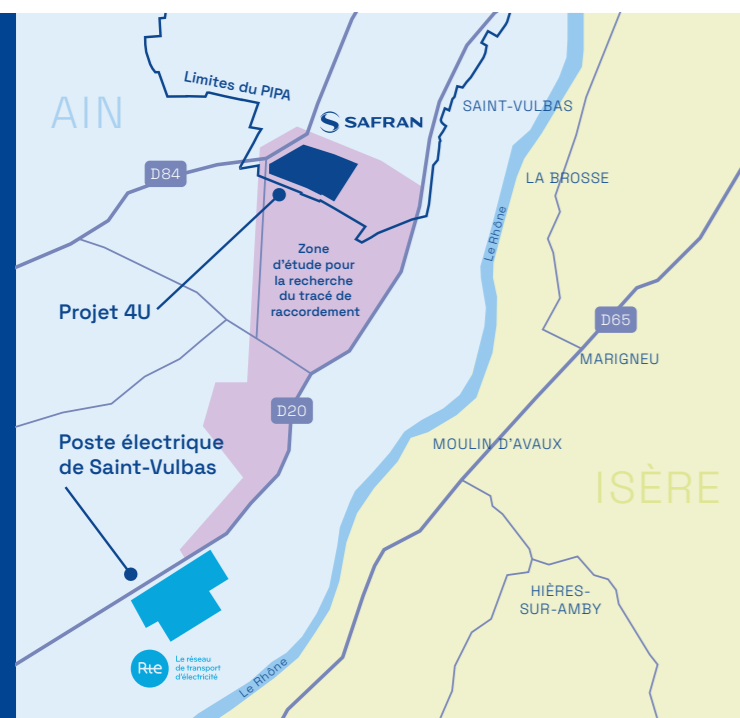 Limites du PIPA
AIN
SAFRAN
SAINT-VULBAS
D84
LA BROSSE
Le Rhône
Zone
d'étude pour
la recherche
du tracé de
raccordement
Projet 4U
D65
MARIGNEU
D20
Poste électrique
de Saint-Vulbas
MOULIN D'AVAUX
ISÈRE
HIÈRES-
SUR-AMBY
Rte
Le réseau
de transport
d'électricité
Le Rhône